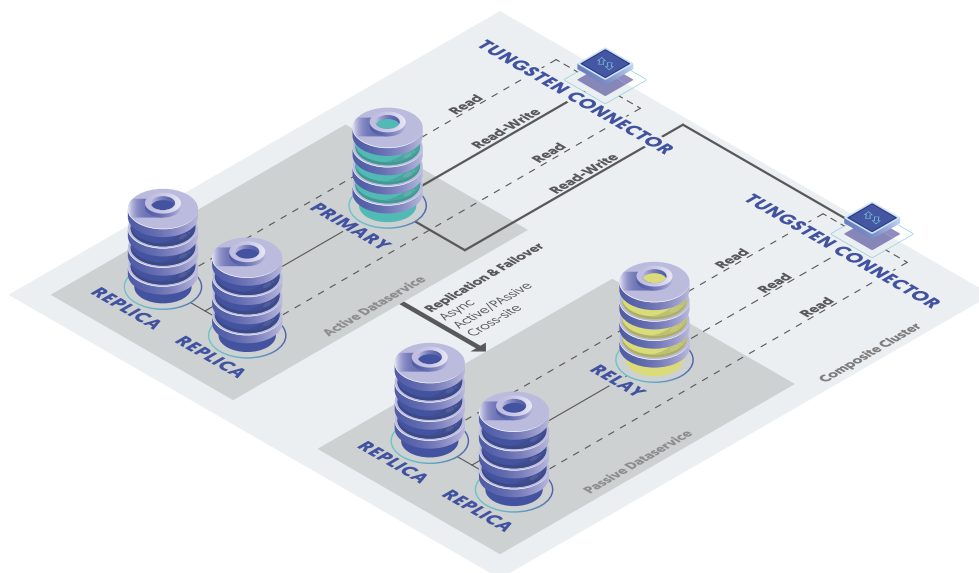 TUNGSTEN CONNECTOR
Read
Read-Write
Read
Read-Write
PRIMARY
REPLICA
REPLICA
Active Dataservice
Replication & Failover
Async
Active/PAssive
Cross-site
TUNGSTEN CONNECTOR
Read
Read
Read
Composite Cluster
RELAY
REPLICA
REPLICA
Passive Dataservice